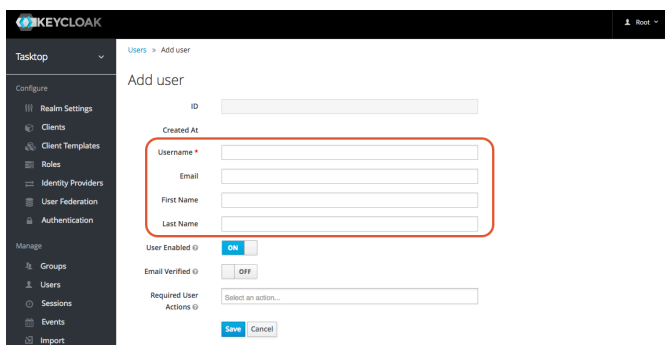 KEYCLOAK
Root
Tasktop
Users » Add user
Add user
Configure
Realm Settings
Clients
Client Templates
Roles
Identity Providers
User Federation
Authentication
Manage
Groups
Users
Sessions
Events
Import
ID
Created At
Username *
Email
First Name
Last Name
User Enabled
ON
Email Verified
OFF
Required User
Actions
Select an action...
Save Cancel